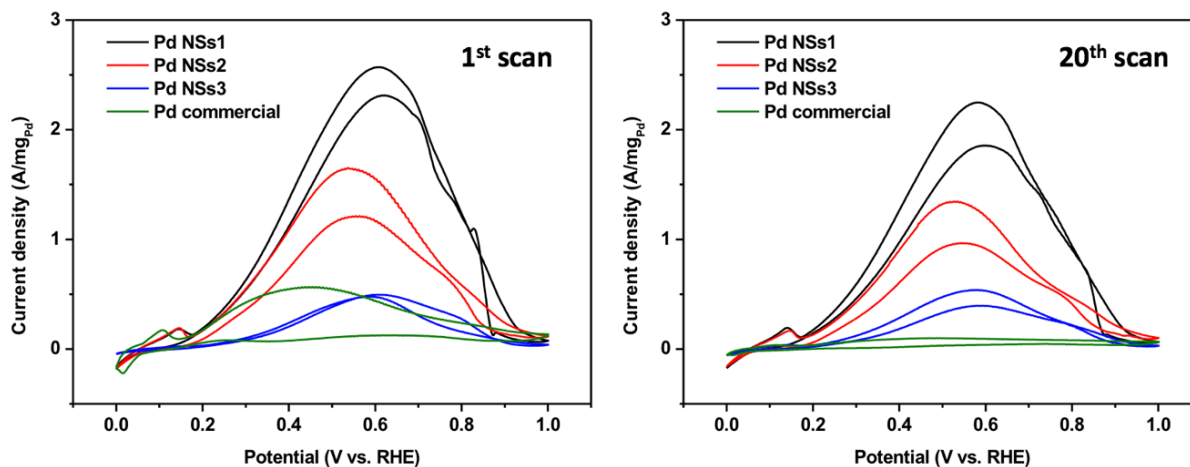 3
2
1
0
Current density (A/mgPd)
Pd NSs1
Pd NSs2
Pd NSs3
Pd commercial
1st scan
0.0 0.2 0.4 0.6 0.8 1.0
Potential (V vs. RHE)
3
2
1
0
Current density (A/mgPd)
Pd NSs1
Pd NSs2
Pd NSs3
Pd commercial
20th scan
0.0 0.2 0.4 0.6 0.8 1.0
Potential (V vs. RHE)